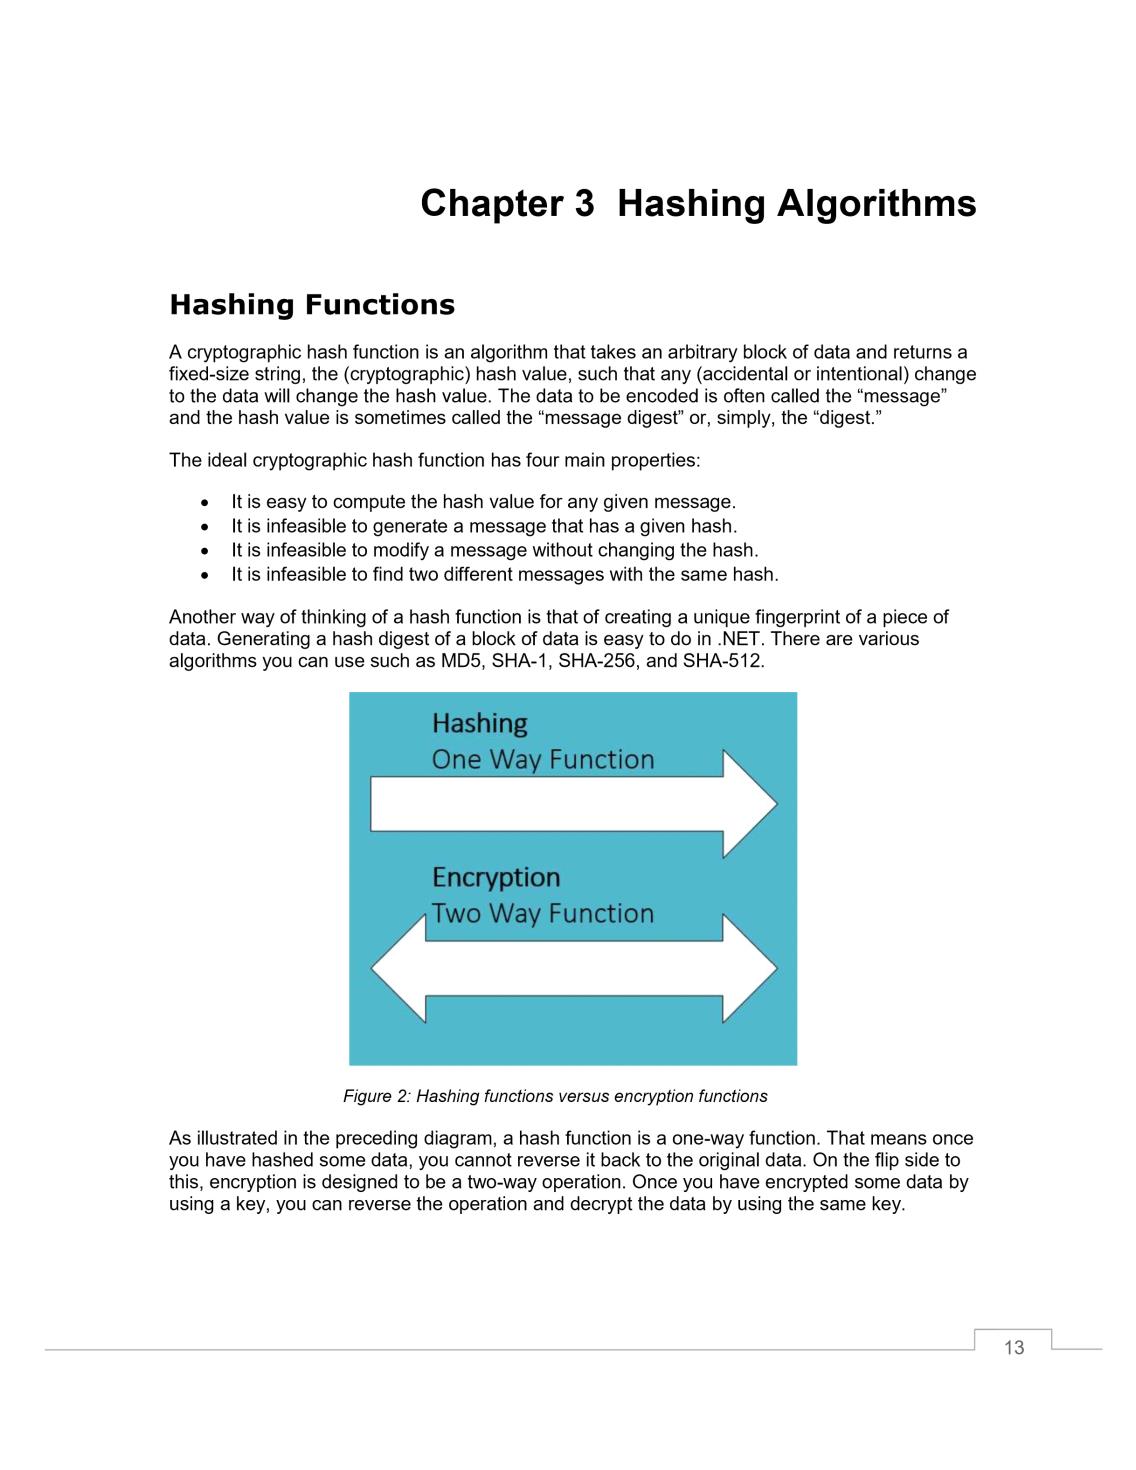 Chapter 3  Hashing Algorithms
Hashing Functions
A cryptographic hash function is an algorithm that takes an arbitrary block of data and returns a
fixed-size string, the (cryptographic) hash value, such that any (accidental or intentional) change
to the data will change the hash value. The data to be encoded is often called the “message”
and the hash value is sometimes called the “message digest” or, simply, the “digest.”
The ideal cryptographic hash function has four main properties:
• It is easy to compute the hash value for any given message.
• It is infeasible to generate a message that has a given hash.
• It is infeasible to modify a message without changing the hash.
• It is infeasible to find two different messages with the same hash.
Another way of thinking of a hash function is that of creating a unique fingerprint of a piece of
data. Generating a hash digest of a block of data is easy to do in .NET. There are various
algorithms you can use such as MD5, SHA-1, SHA-256, and SHA-512.
Hashing
One Way Function
Encryption
Two Way Function
Figure 2: Hashing functions versus encryption functions
As illustrated in the preceding diagram, a hash function is a one-way function. That means once
you have hashed some data, you cannot reverse it back to the original data. On the flip side to
this, encryption is designed to be a two-way operation. Once you have encrypted some data by
using a key, you can reverse the operation and decrypt the data by using the same key.
13